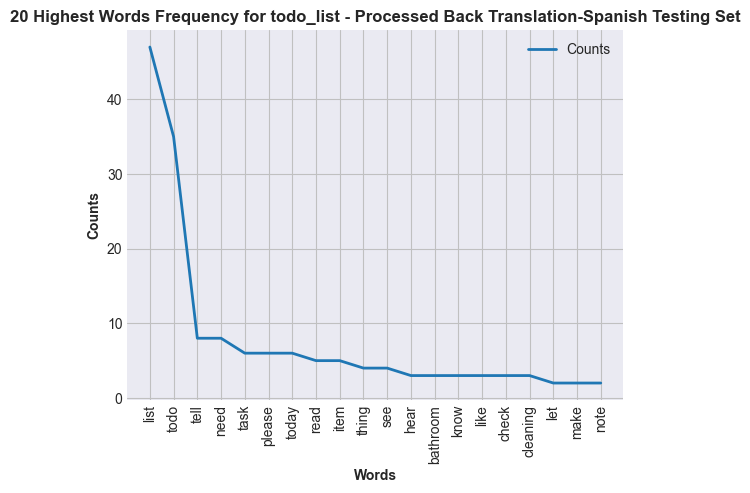 20 Highest Words Frequency for todo_list - Processed Back Translation-Spanish Testing Set
Counts
40
30
20
10
0
Counts
list
todo
tell
need
task
please
today
read
item
thing
see
hear
bathroom
know
like
check
cleaning
let
make
note
Words